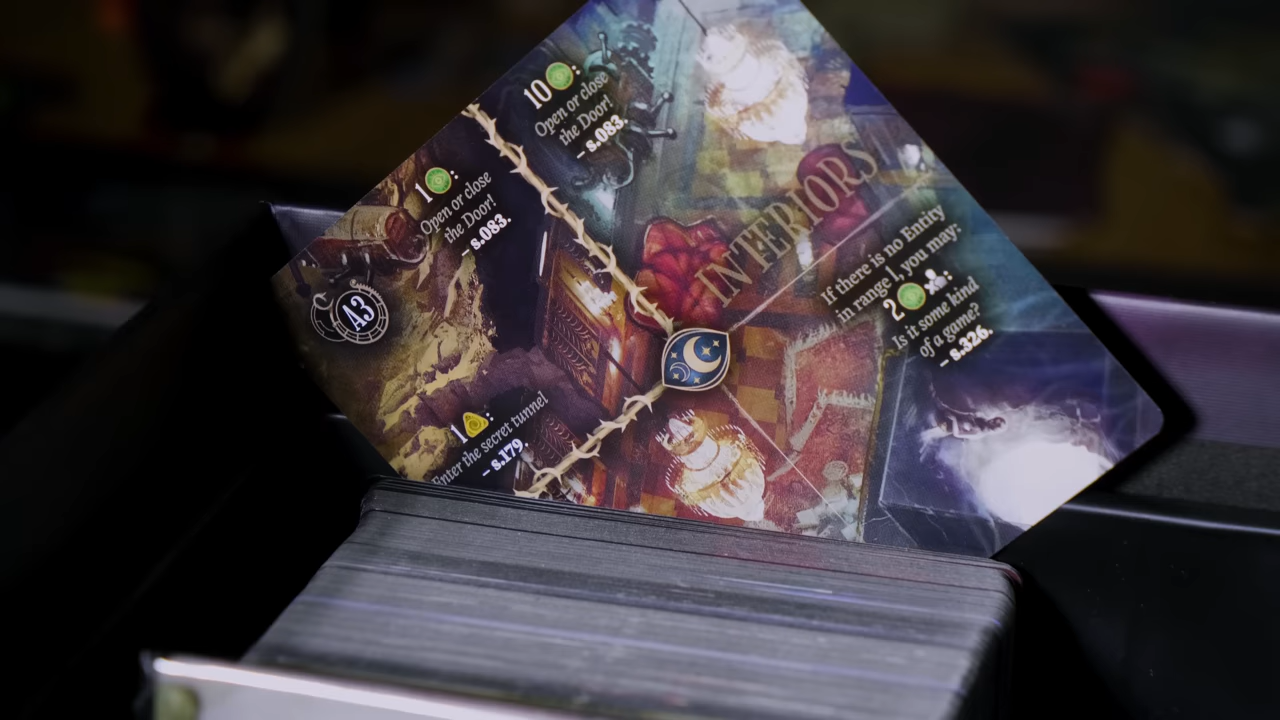 10 :
Open or close
the Door!
– s.083.
1 :
Open or close
the Door!
– s.083.
A3
1 :
Enter the secret tunnel
– s.179.
INTERIORS
If there is no Entity
in range 1, you may:
2 :
Is it some kind
of a game?
– s.326.